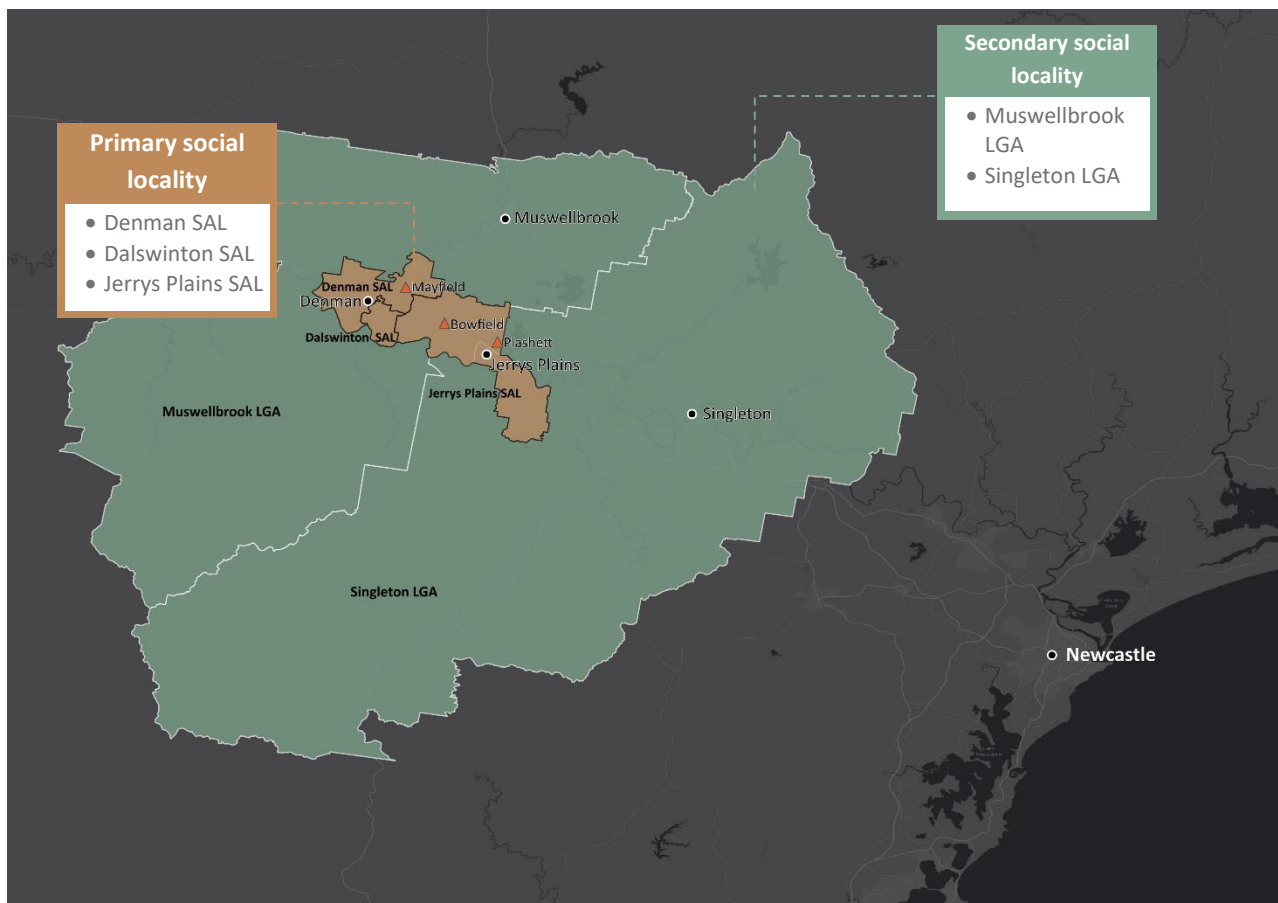 Secondary social
locality
• Muswellbrook
LGA
• Singleton LGA
Primary social
locality
• Denman SAL
• Dalswinton SAL
• Jerrys Plains SAL
Muswellbrook
Denman SAL
Mayfield
Denman
Bowfield
Dalswinton SAL
Plashett
Jerrys Plains
Jerrys Plains SAL
Muswellbrook LGA
Singleton
Singleton LGA
Newcastle